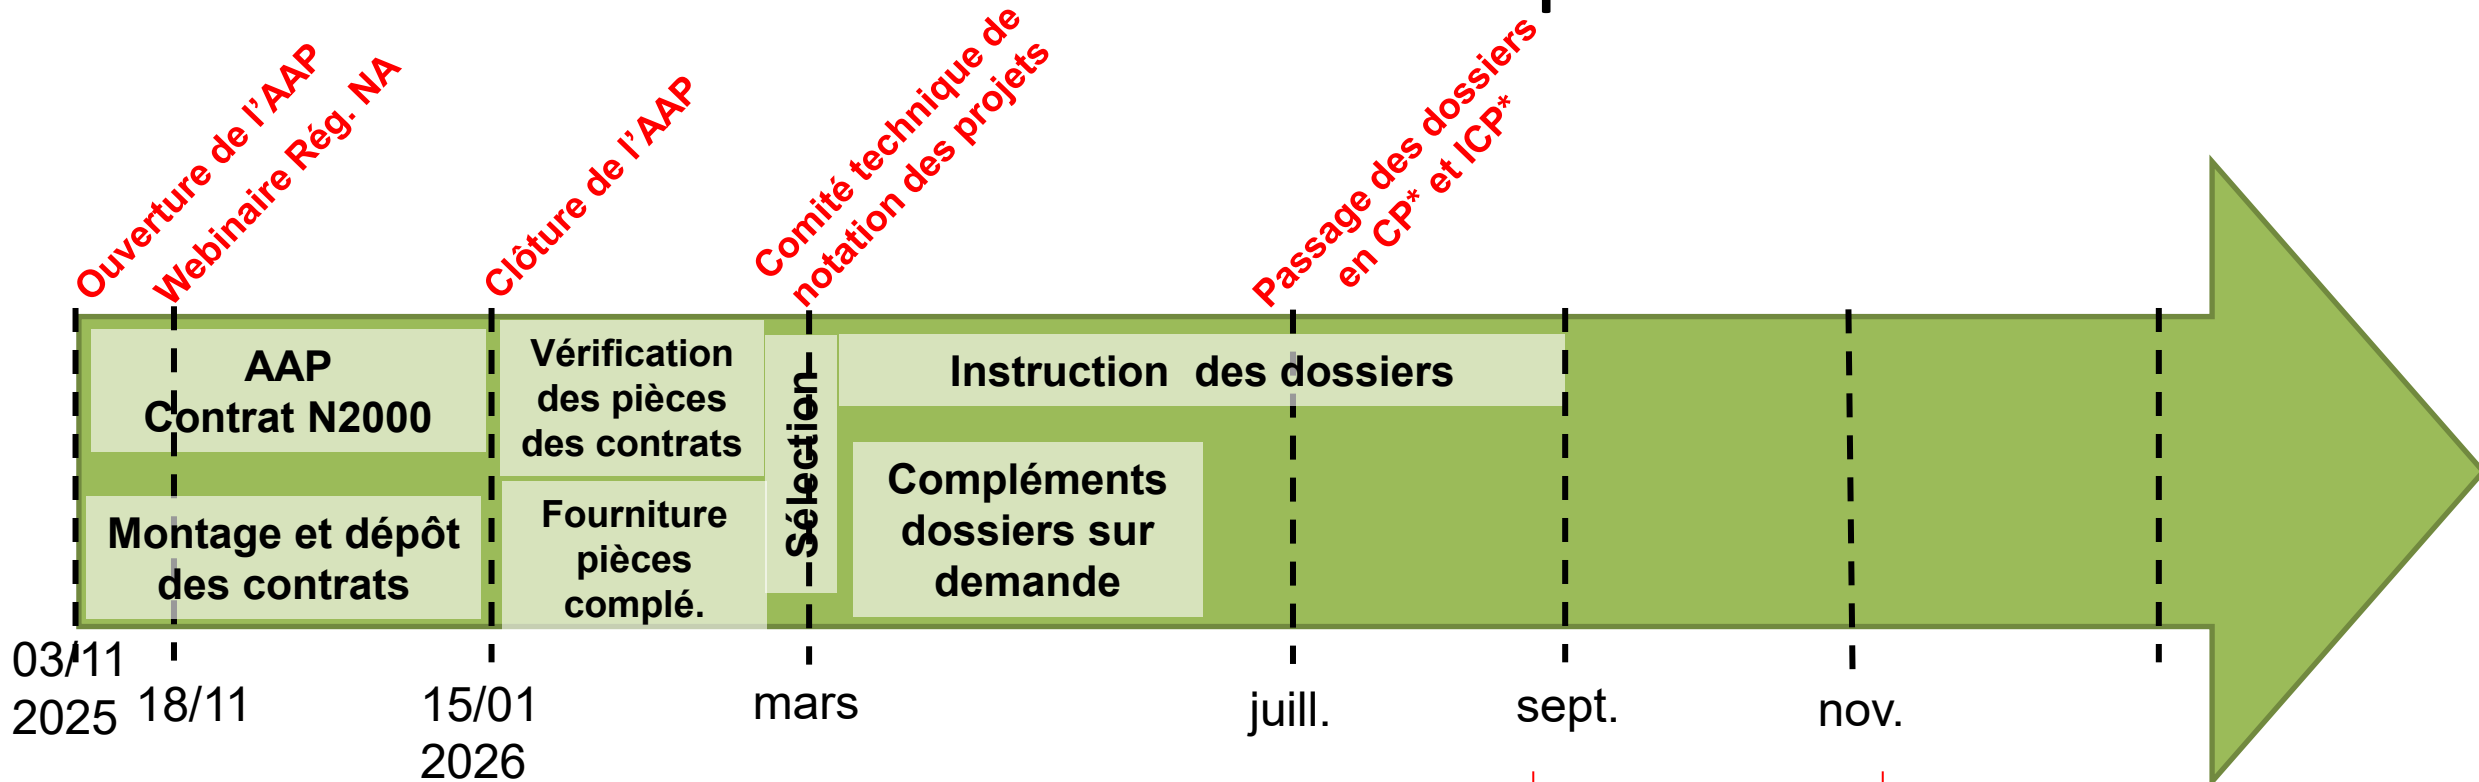 Ouverture de l’AAP
Webinaire Rég. NA
Clôture de l’AAP
Comité technique de
notation des projets
Passage des dossiers
en CP* et ICP*
AAP
Contrat N2000
Montage et dépôt
des contrats
Vérification
des pièces
des contrats
Fourniture
pièces
complé.
Sélection
Instruction des dossiers
Compléments
dossiers sur
demande
03/11
2025
18/11
15/01
2026
mars
juill.
sept.
nov.